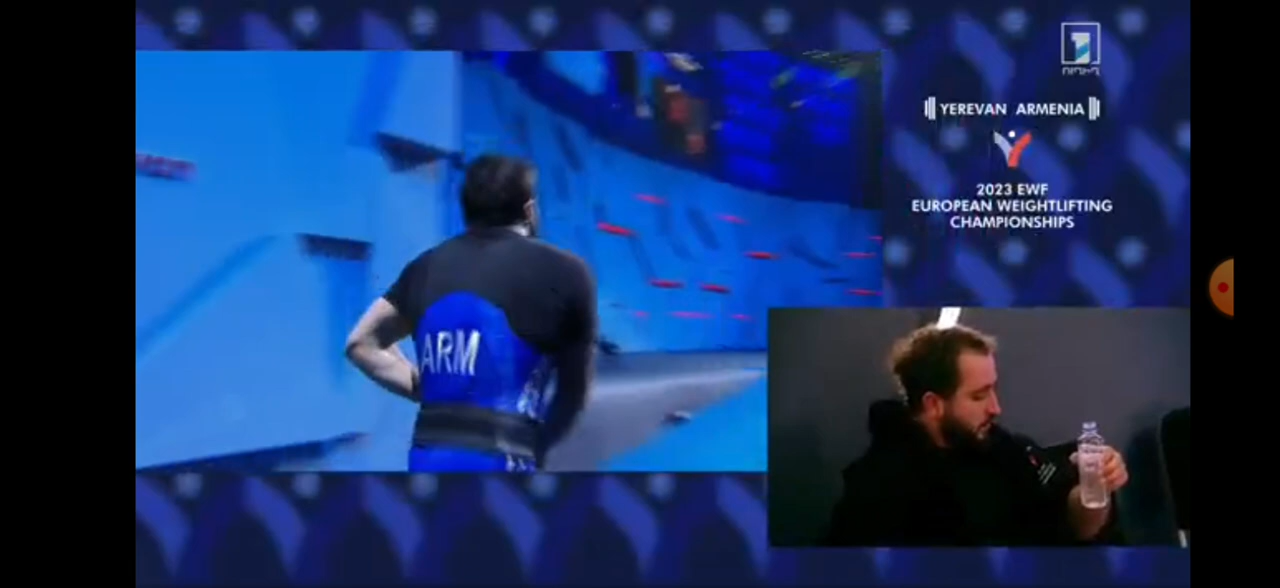 ARM
YEREVAN ARMENIA
2023 EWF
EUROPEAN WEIGHTLIFTING
CHAMPIONSHIPS